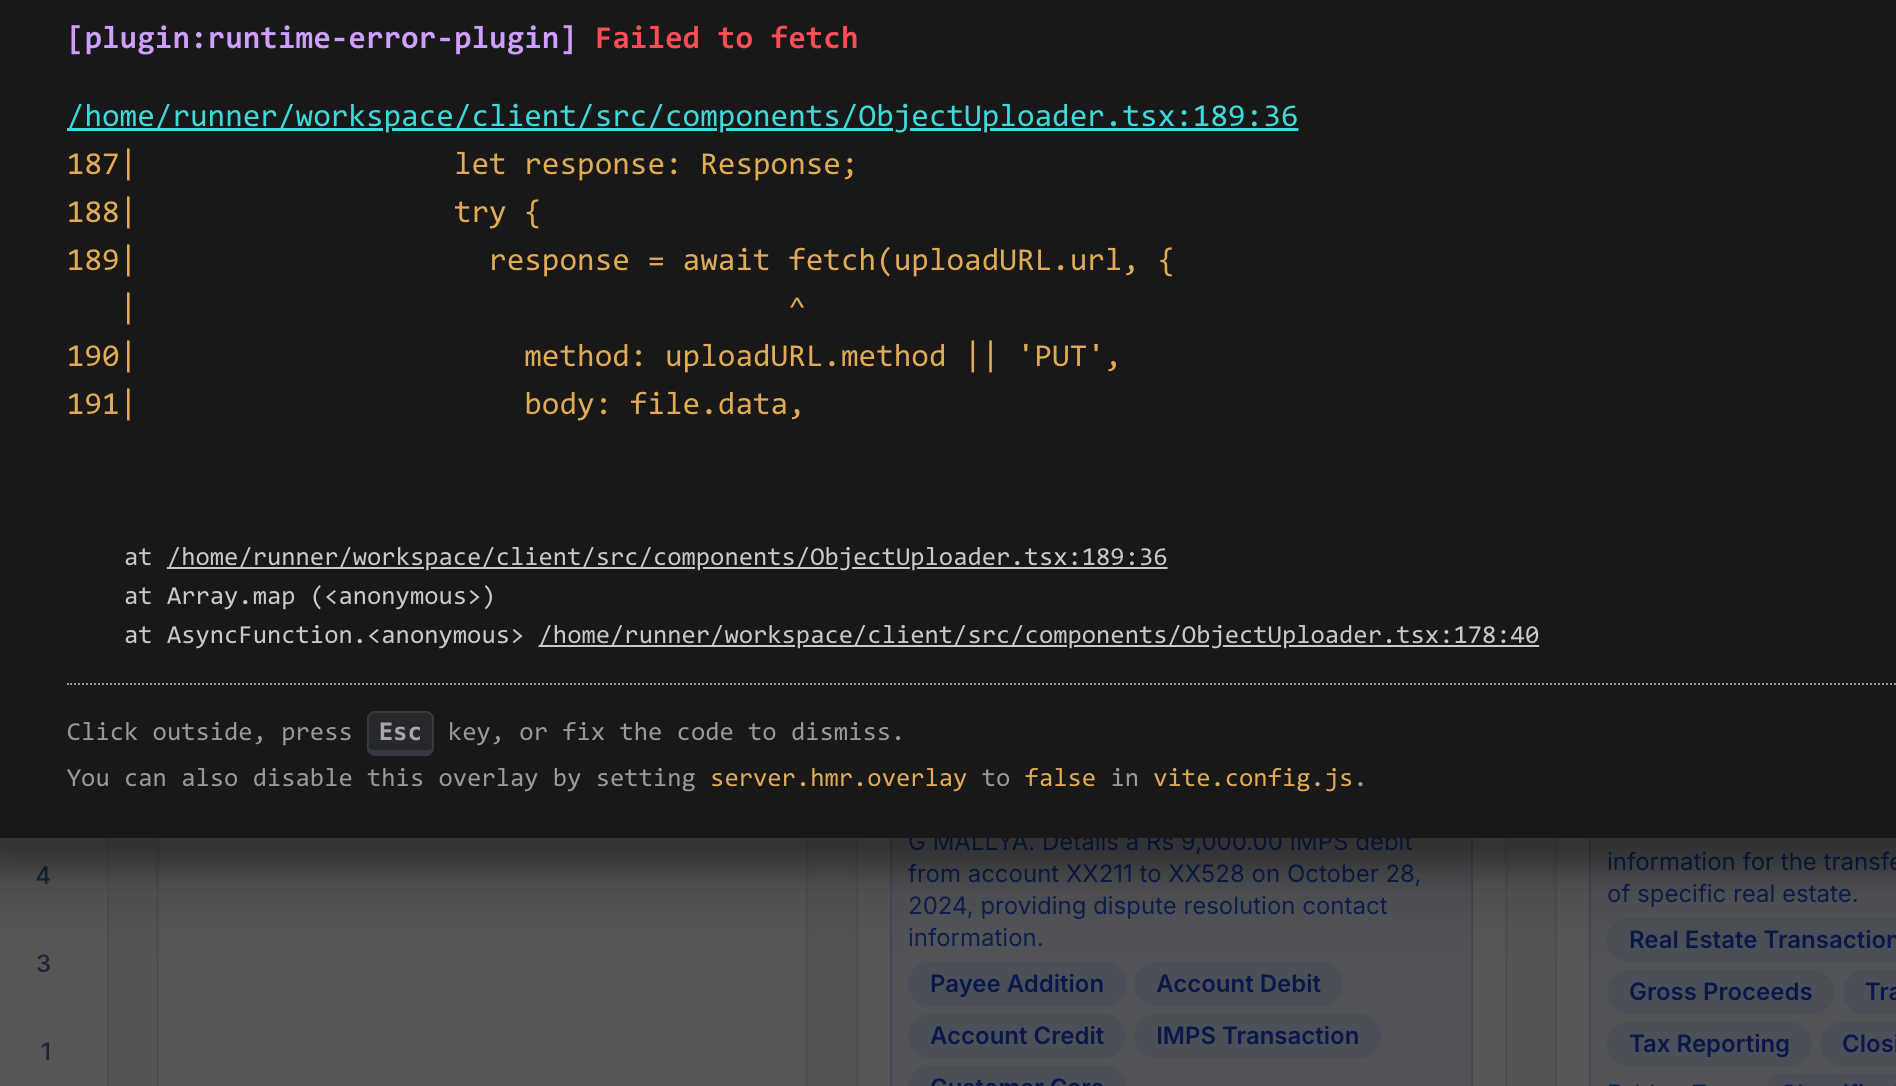 [plugin:runtime-error-plugin] Failed to fetch
/home/runner/workspace/client/src/components/ObjectUploader.tsx:189:36
187| let response: Response;
188| try {
189| response = await fetch(uploadURL.url, {
| ^
190| method: uploadURL.method || 'PUT',
191| body: file.data,
at /home/runner/workspace/client/src/components/ObjectUploader.tsx:189:36
at Array.map (<anonymous>)
at AsyncFunction.<anonymous> /home/runner/workspace/client/src/components/ObjectUploader.tsx:178:40
Click outside, press Esc key, or fix the code to dismiss.
You can also disable this overlay by setting server.hmr.overlay to false in vite.config.js.
4
3
1
G MALLYA. Details a Rs 9,000.00 IMPS debit
from account XX211 to XX528 on October 28,
2024, providing dispute resolution contact
information.
Payee Addition Account Debit
Account Credit IMPS Transaction
Customer Care
information for the
of specific real estate.
Real Estate
Gross Proceeds
Tax Reporting